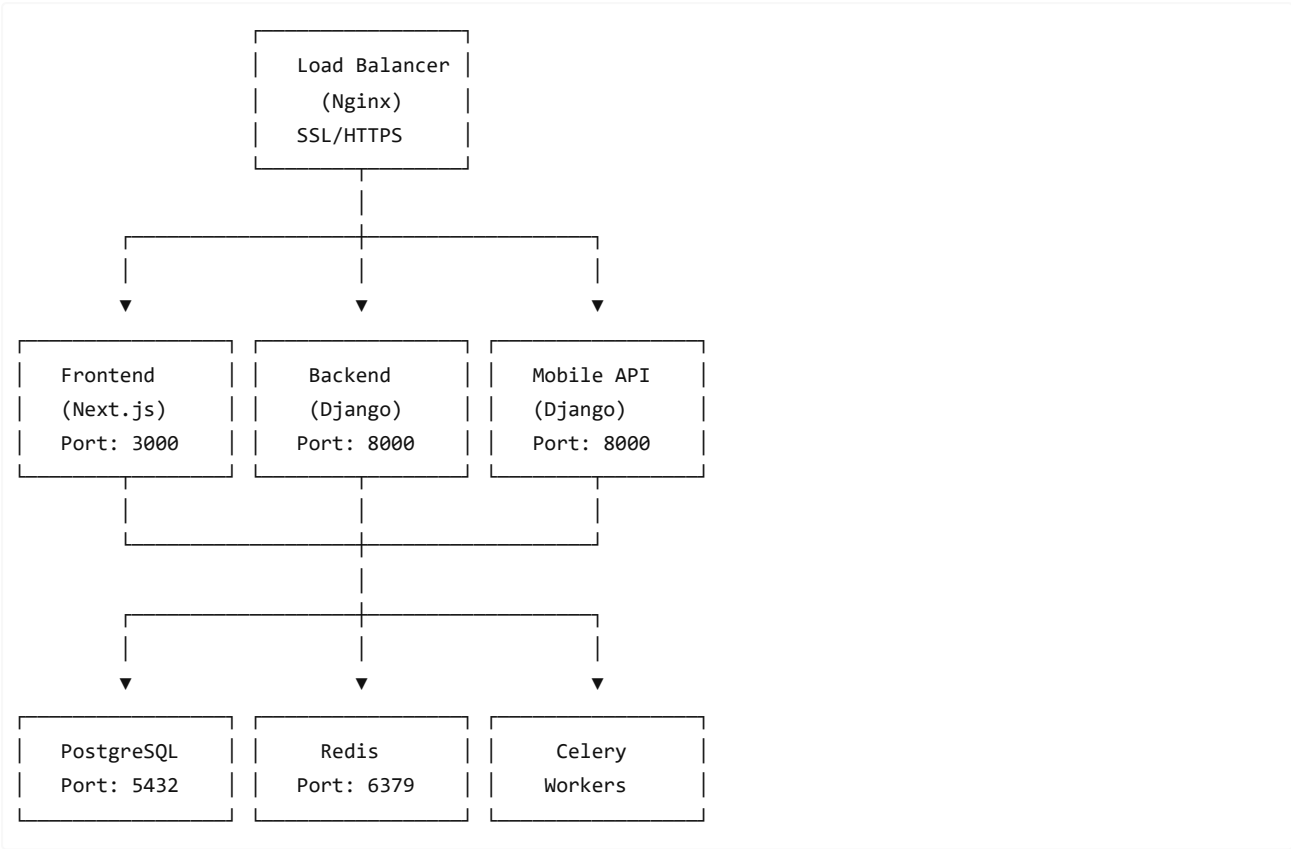 Load Balancer
(Nginx)
SSL/HTTPS
Frontend
(Next.js)
Port: 3000
Backend
(Django)
Port: 8000
Mobile API
(Django)
Port: 8000
PostgreSQL
Port: 5432
Redis
Port: 6379
Celery
Workers